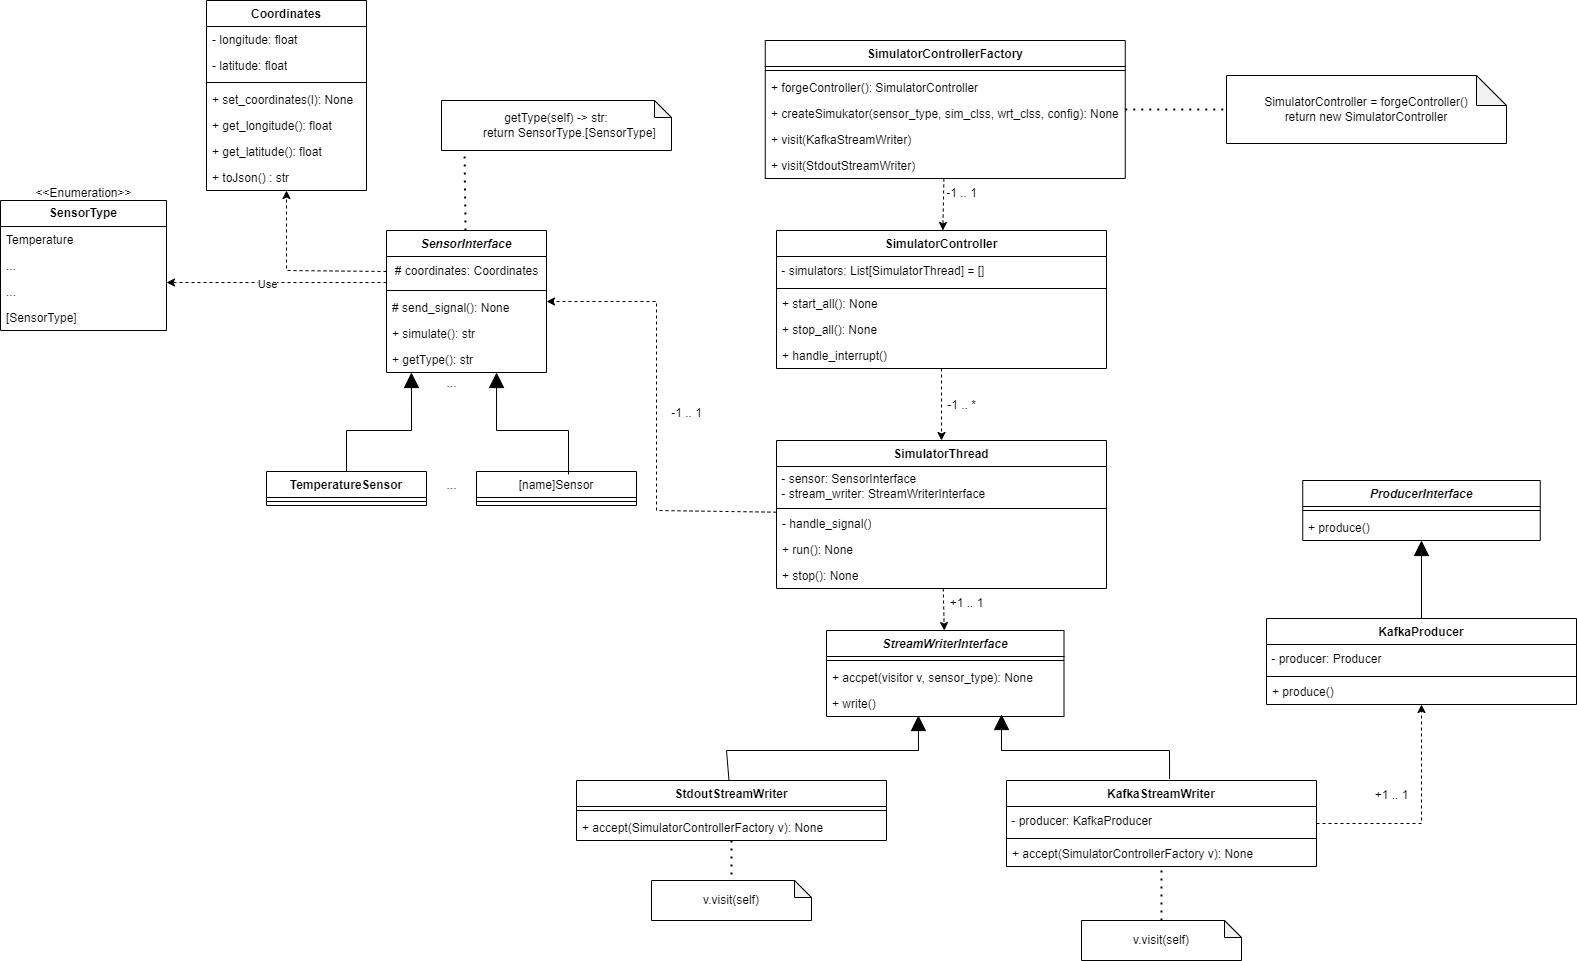 Coordinates
- longitude: float
- latitude: float
+ set_coordinates(l): None
+ get_longitude(): float
+ get_latitude(): float
+ toJson() : str
<<Enumeration>>
SensorType
Temperature
...
...
[SensorType]
Use
getType(self) -> str:
return SensorType.[SensorType]
SensorInterface
# coordinates: Coordinates
# send_signal(): None
+ simulate(): str
+ getType(): str
...
TemperatureSensor
...
[name]Sensor
SimulatorControllerFactory
+ forgeController(): SimulatorController
+ createSimukator(sensor_type, sim_clss, wrt_clss, config): None
+ visit(KafkaStreamWriter)
+ visit(StdoutStreamWriter)
SimulatorController = forgeController()
return new SimulatorController
-1 .. 1
SimulatorController
- simulators: List[SimulatorThread] = []
+ start_all(): None
+ stop_all(): None
+ handle_interrupt()
-1 .. 1
-1 .. *
SimulatorThread
- sensor: SensorInterface
- stream_writer: StreamWriterInterface
- handle_signal()
+ run(): None
+ stop(): None
+1 .. 1
StreamWriterInterface
+ accpet(visitor v, sensor_type): None
+ write()
ProducerInterface
+ produce()
KafkaProducer
- producer: Producer
+ produce()
StdoutStreamWriter
+ accept(SimulatorControllerFactory v): None
v.visit(self)
KafkaStreamWriter
- producer: KafkaProducer
+ accept(SimulatorControllerFactory v): None
+1 .. 1
v.visit(self)